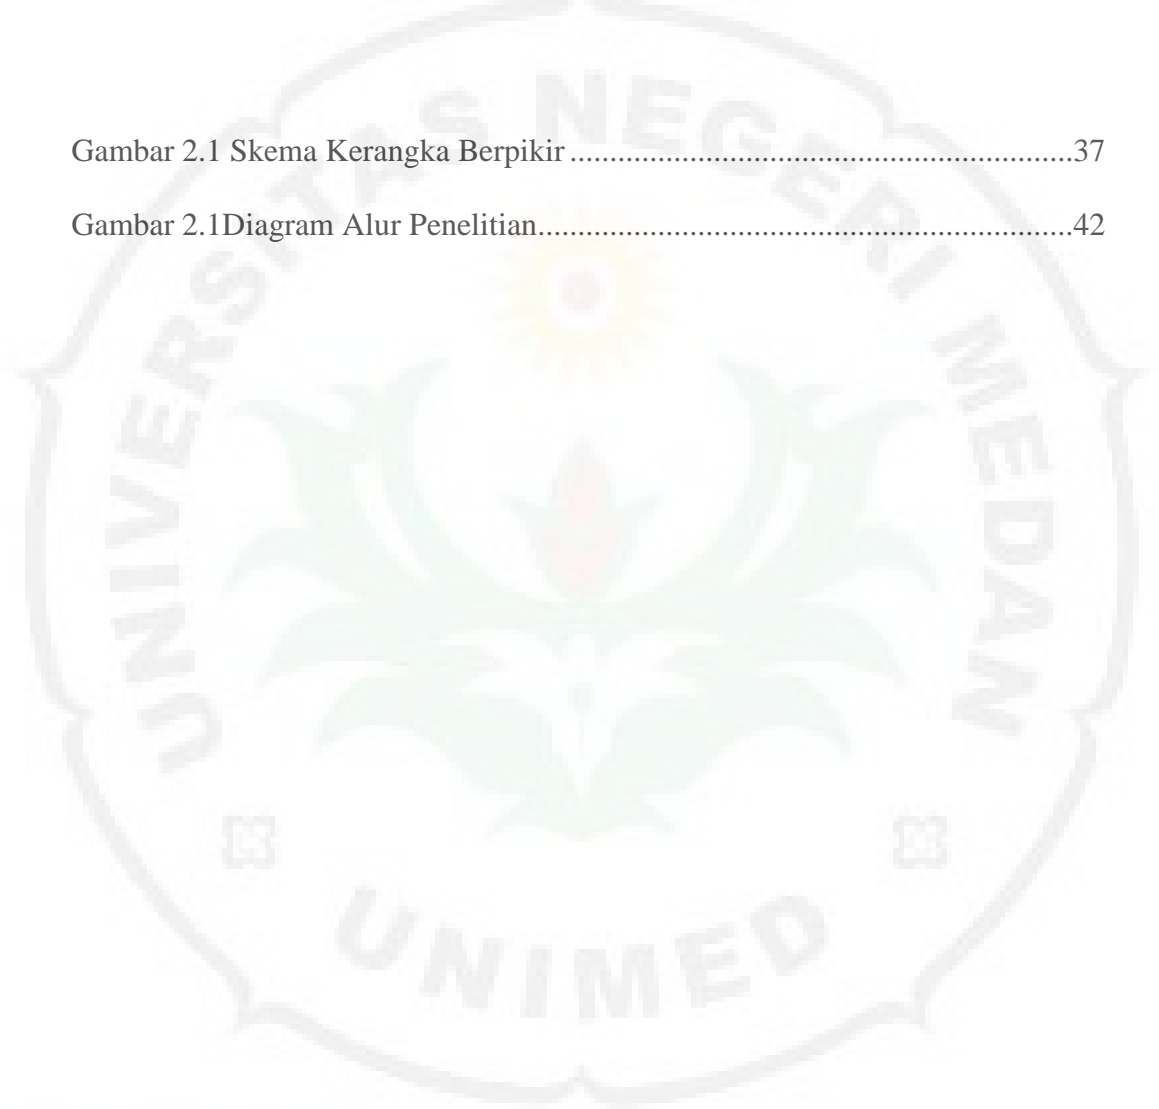 Gambar 2.1 Skema Kerangka Berpikir...............................................................37
Gambar 2.1Diagram Alur Penelitian...................................................................42
UNIVERSITAS NEGERI MEDAN
UNIMED